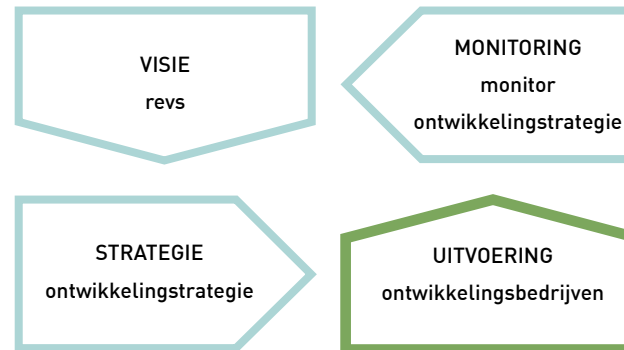 VISIE
revs
MONITORING
monitor
ontwikkelingstrategie
STRATEGIE
ontwikkelingstrategie
UITVOERING
ontwikkelingsbedrijven